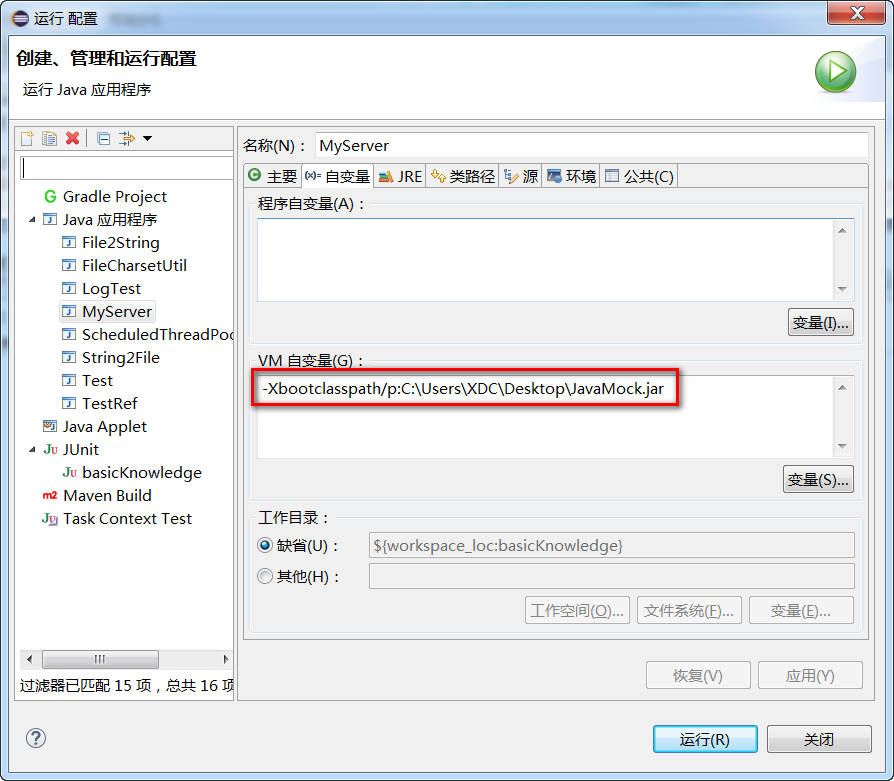 运行 配置
创建、管理和运行配置
运行 Java 应用程序
名称(N)： MyServer
主要 (x)= 自变量 JRE 类路径 源 环境 公共(C)
Gradle Project
Java 应用程序
File2String
FileCharsetUtil
LogTest
MyServer
ScheduledThreadPoo
String2File
Test
TestRef
Java Applet
JUnit
basicKnowledge
Maven Build
Task Context Test
过滤器已匹配 15 项，总共 16 项
程序自变量(A)：
变量(I)...
VM 自变量(G)：
-Xbootclasspath/p:C:\Users\XDC\Desktop\JavaMock.jar
变量(S)...
工作目录：
缺省(U)： ${workspace_loc:basicKnowledge}
其他(H)：
工作空间(O)... 文件系统(F)... 变量(E)...
恢复(V) 应用(Y)
运行(R) 关闭